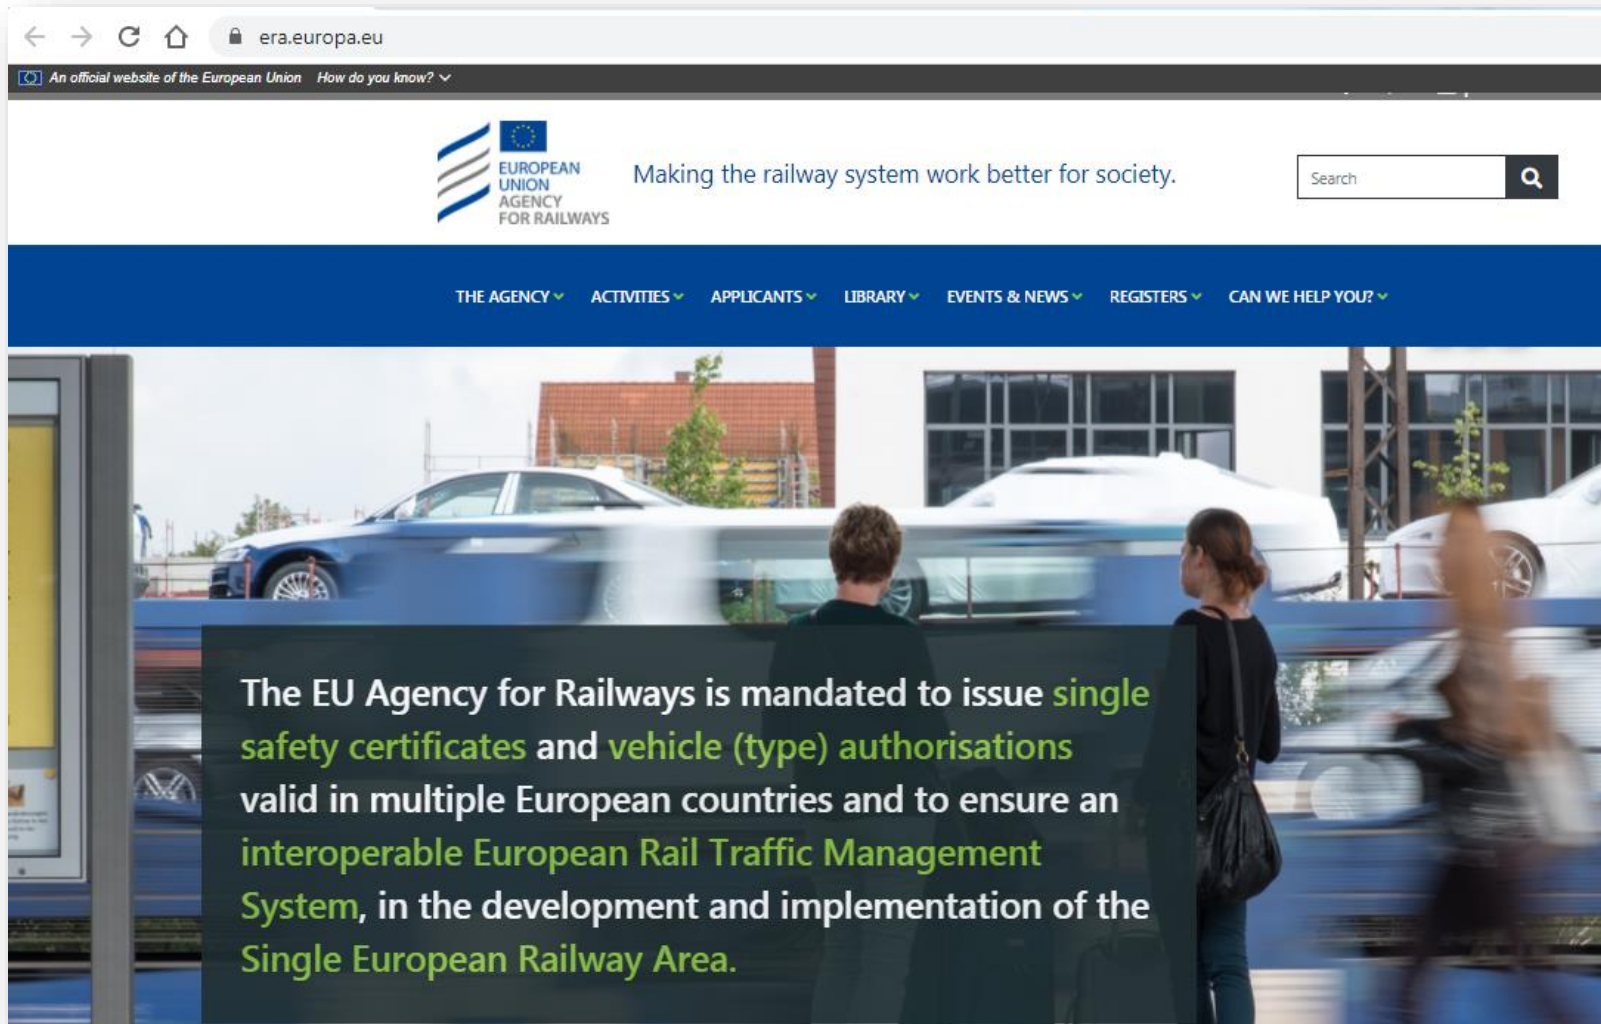 era.europa.eu
An official website of the European Union How do you know?
EUROPEAN
UNION
AGENCY
FOR RAILWAYS
Making the railway system work better for society.
Search
THE AGENCY ACTIVITIES APPLICANTS LIBRARY EVENTS & NEWS REGISTERS CAN WE HELP YOU?
The EU Agency for Railways is mandated to issue single
safety certificates and vehicle (type) authorisations
valid in multiple European countries and to ensure an
interoperable European Rail Traffic Management
System, in the development and implementation of the
Single European Railway Area.